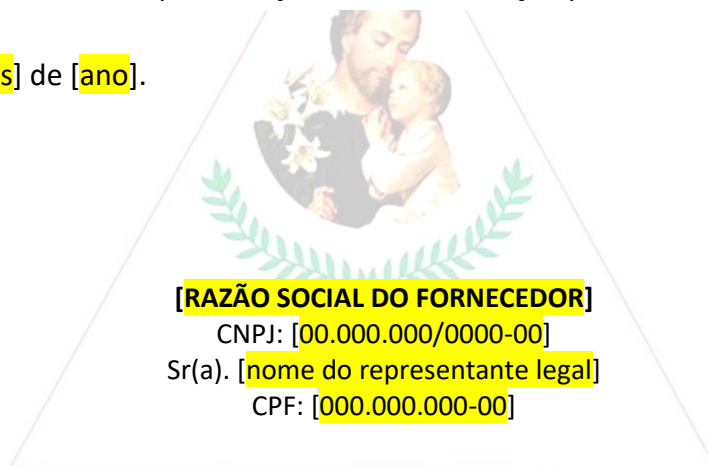 s] de [ano].
[RAZÃO SOCIAL DO FORNECEDOR]
CNPJ: [00.000.000/0000-00]
Sr(a). [nome do representante legal]
CPF: [000.000.000-00]